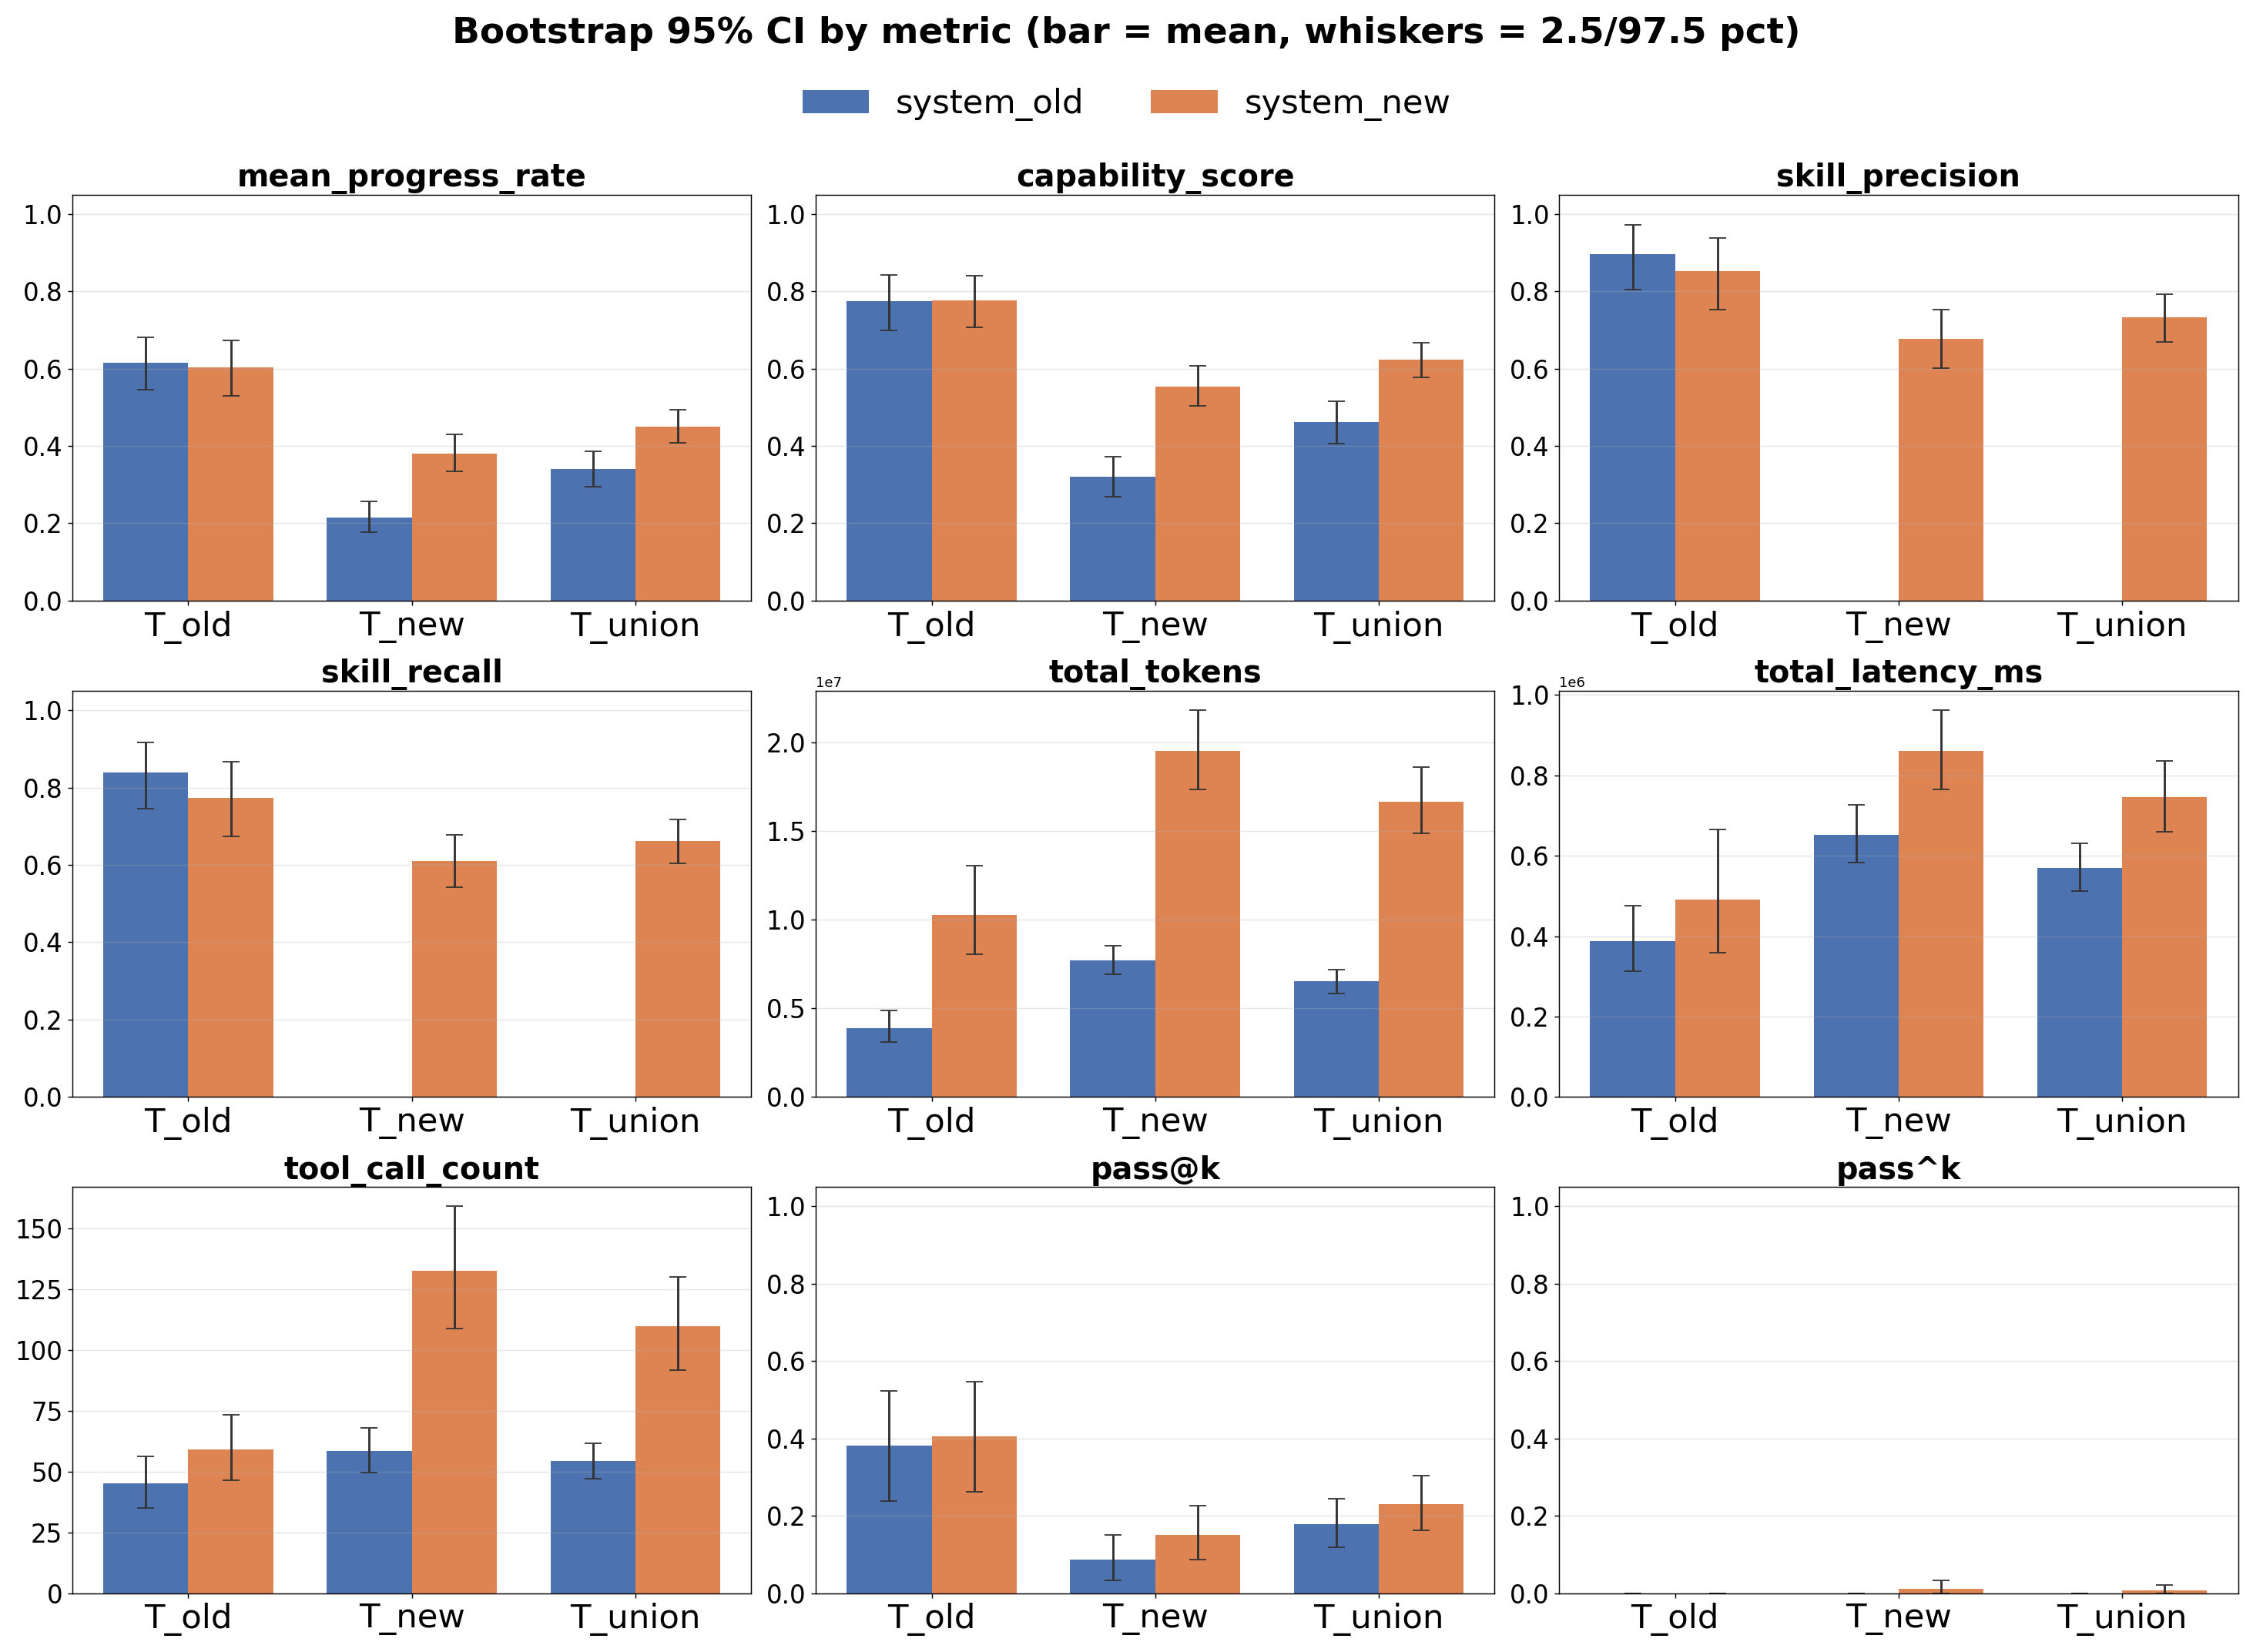 Bootstrap 95% CI by metric (bar = mean, whiskers = 2.5/97.5 pct)
system_old system_new
mean_progress_rate
1.0
0.8
0.6
0.4
0.2
0.0
T_old T_new T_union
capability_score
1.0
0.8
0.6
0.4
0.2
0.0
T_old T_new T_union
skill_precision
1.0
0.8
0.6
0.4
0.2
0.0
T_old T_new T_union
skill_recall
1.0
0.8
0.6
0.4
0.2
0.0
T_old T_new T_union
total_tokens
1e7
2.0
1.5
1.0
0.5
0.0
T_old T_new T_union
total_latency_ms
1e6
1.0
0.8
0.6
0.4
0.2
0.0
T_old T_new T_union
tool_call_count
150
125
100
75
50
25
0
T_old T_new T_union
pass@k
1.0
0.8
0.6
0.4
0.2
0.0
T_old T_new T_union
pass^k
1.0
0.8
0.6
0.4
0.2
0.0
T_old T_new T_union